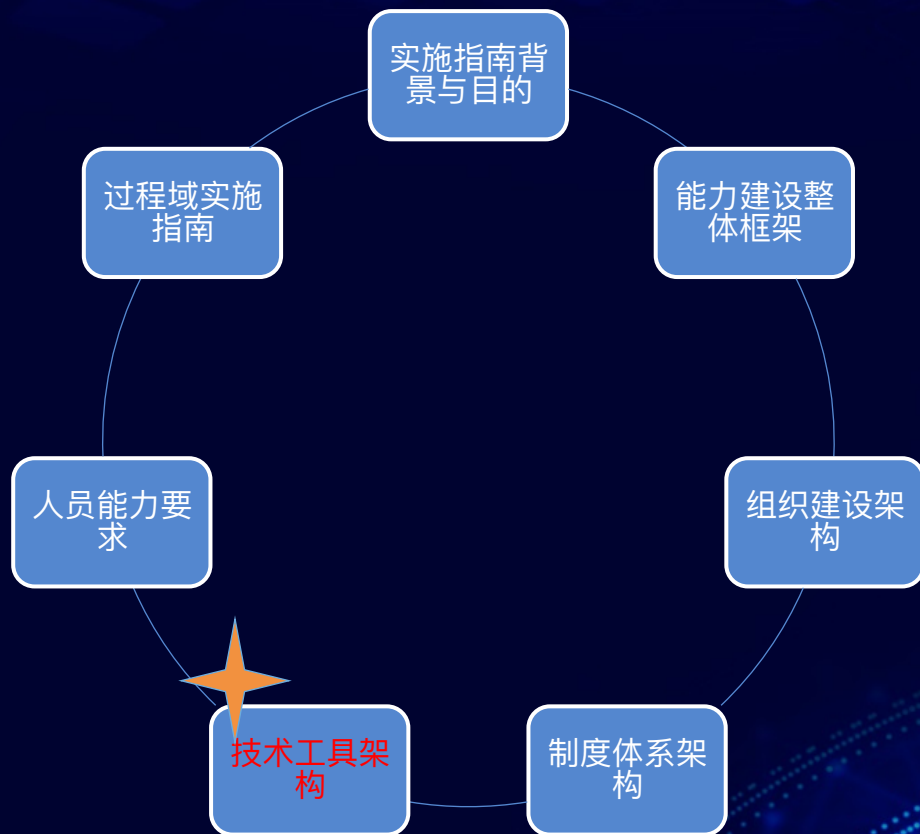 实施指南背
景与目的
能力建设整
体框架
组织建设架
构
制度体系架
构
技术工具架
构
人员能力要
求
过程域实施
指南